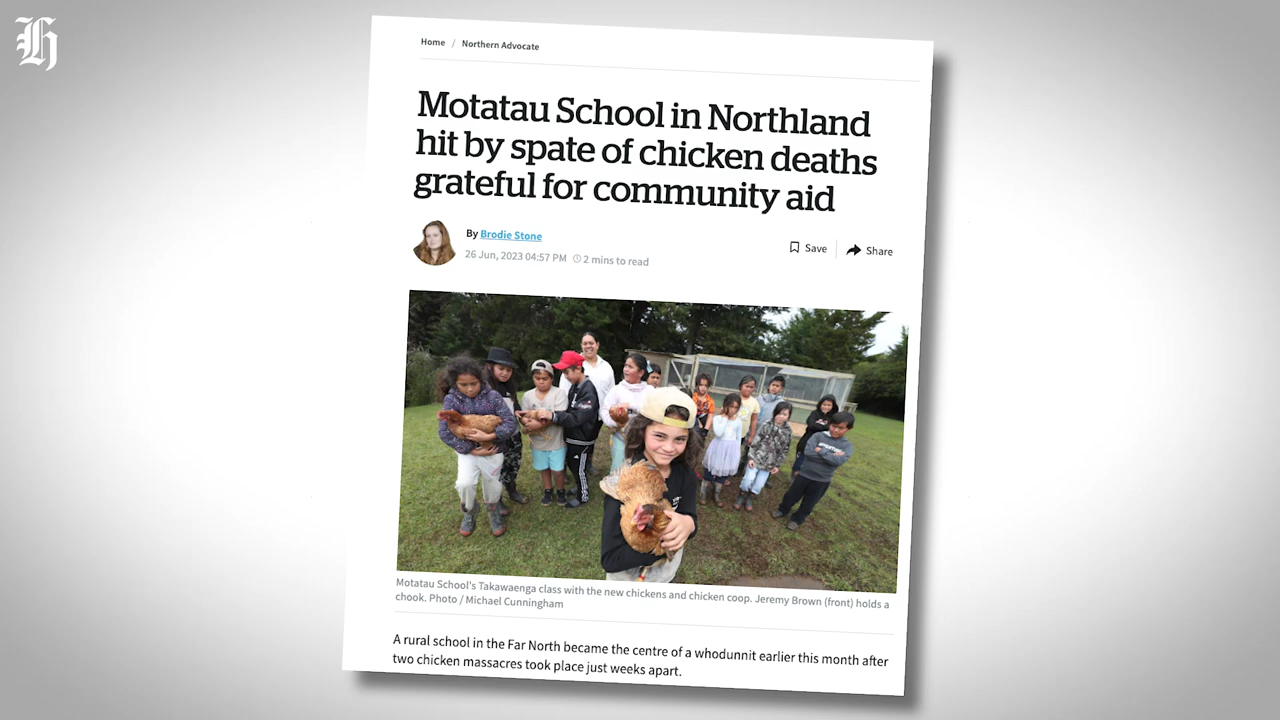 Home / Northern Advocate
Motatau School in Northland
hit by spate of chicken deaths
grateful for community aid
By Brodie Stone
26 Jun, 2023 04:57 PM 2 mins to read
Save
Share
Motatau School's Takawaenga class with the new chickens and chicken coop. Jeremy Brown (front) holds a
chook. Photo / Michael Cunningham
A rural school in the Far North became the centre of a whodunnit earlier this month after
two chicken massacres took place just weeks apart.